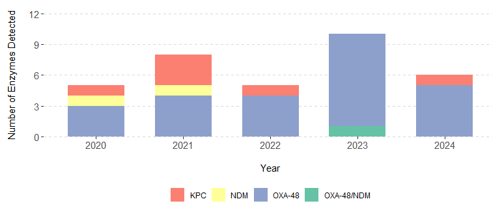 Number of Enzymes Detected
12
9
6
3
0
2020 2021 2022 2023 2024
Year
KPC NDM OXA-48 OXA-48/NDM